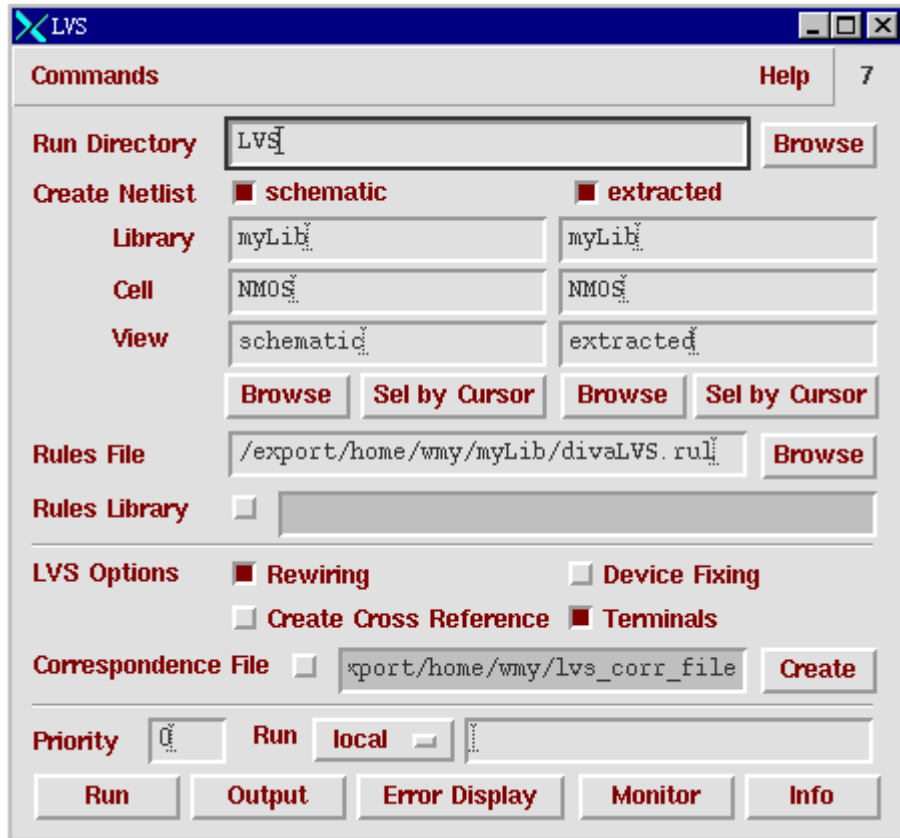 LVS
Commands Help 7
Run Directory LVS Browse
Create Netlist schematic extracted
Library myLib myLib
Cell NMOS NMOS
View schematic extracted
Browse Sel by Cursor Browse Sel by Cursor
Rules File /export/home/wmy/myLib/divaLVS.rul Browse
Rules Library
LVS Options Rewiring Device Fixing
Create Cross Reference Terminals
Correspondence File xport/home/wmy/lvs_corr_file Create
Priority 0 Run local
Run Output Error Display Monitor Info